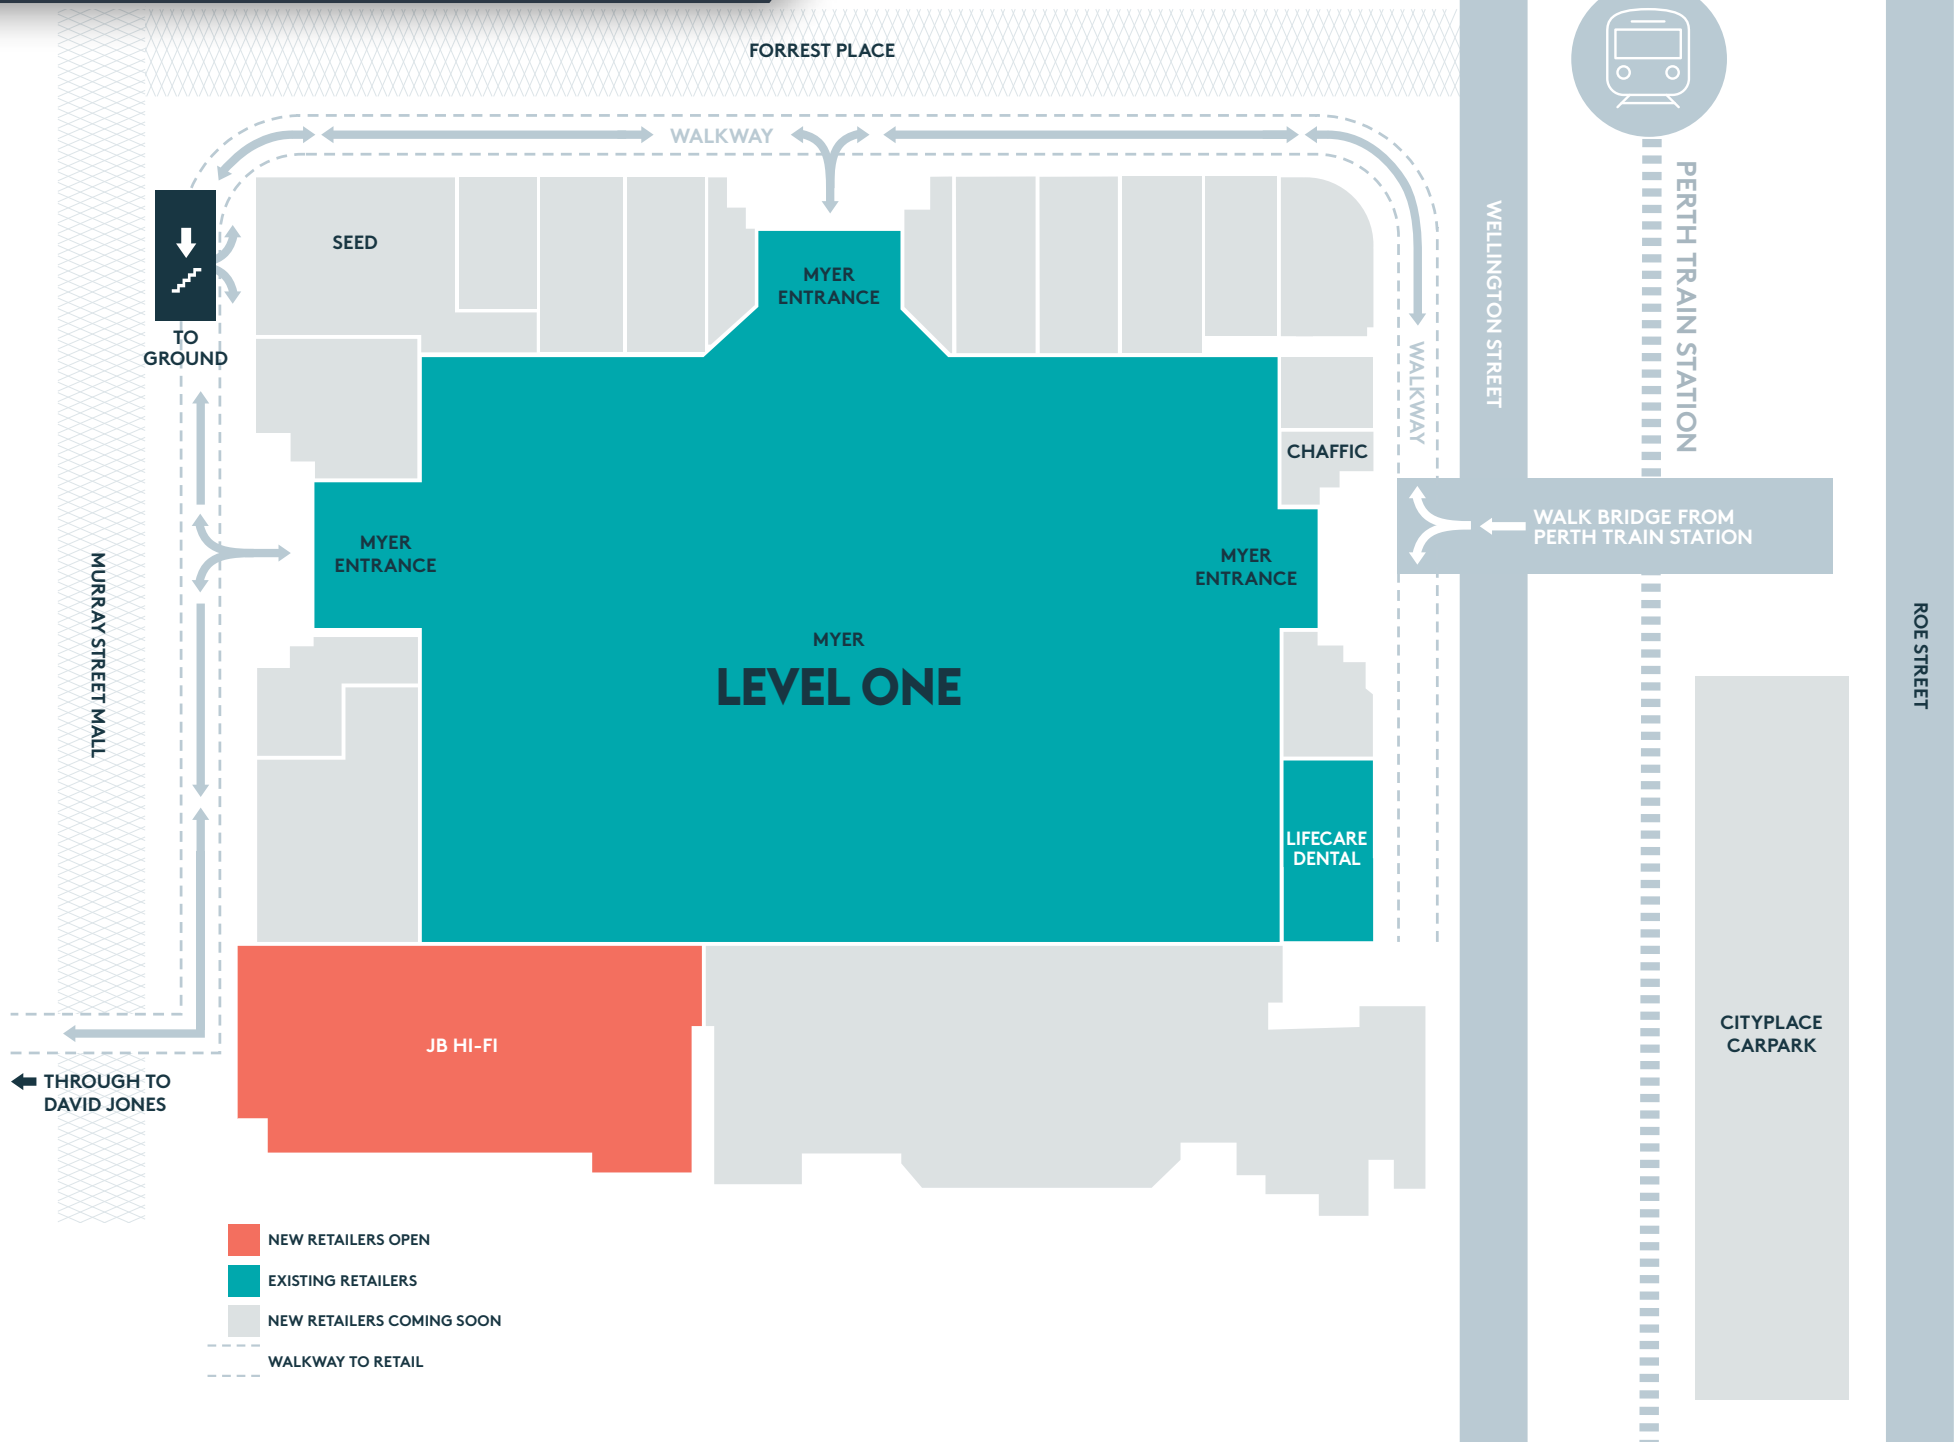 FORREST PLACE
WALKWAY
SEED
MYER
ENTRANCE
TO
GROUND
WALKWAY
WELLINGTON STREET
PERTH TRAIN STATION
CHAFFIC
WALK BRIDGE FROM
PERTH TRAIN STATION
MYER
ENTRANCE
MYER
ENTRANCE
MURRAY STREET MALL
MYER
LEVEL ONE
ROE STREET
LIFECARE
DENTAL
JB HI-FI
CITYPLACE
CARPARK
THROUGH TO
DAVID JONES
NEW RETAILERS OPEN
EXISTING RETAILERS
NEW RETAILERS COMING SOON
WALKWAY TO RETAIL